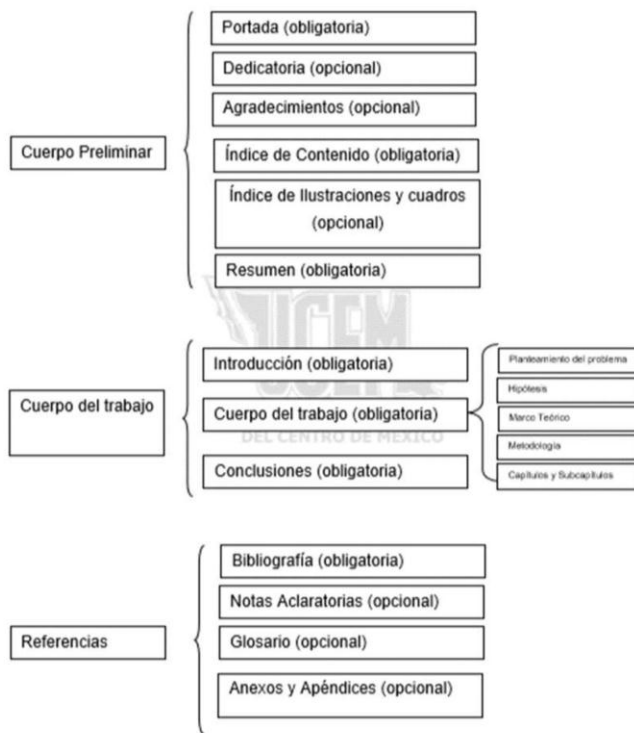 Portada (obligatoria)
Dedicatoria (opcional)
Agradecimientos (opcional)
Cuerpo Preliminar
Índice de Contenido (obligatoria)
Índice de Ilustraciones y cuadros
(opcional)
Resumen (obligatoria)
UCEM
Introducción (obligatoria)
Planteamiento del problema
Hipótesis
Cuerpo del trabajo
Cuerpo del trabajo (obligatoria)
Marco Teórico
DEL CENTRO DE MÉXICO
Metodología
Conclusiones (obligatoria)
Capítulos y Subcapítulos
Bibliografía (obligatoria)
Notas Aclaratorias (opcional)
Referencias
Glosario (opcional)
Anexos y Apéndices (opcional)